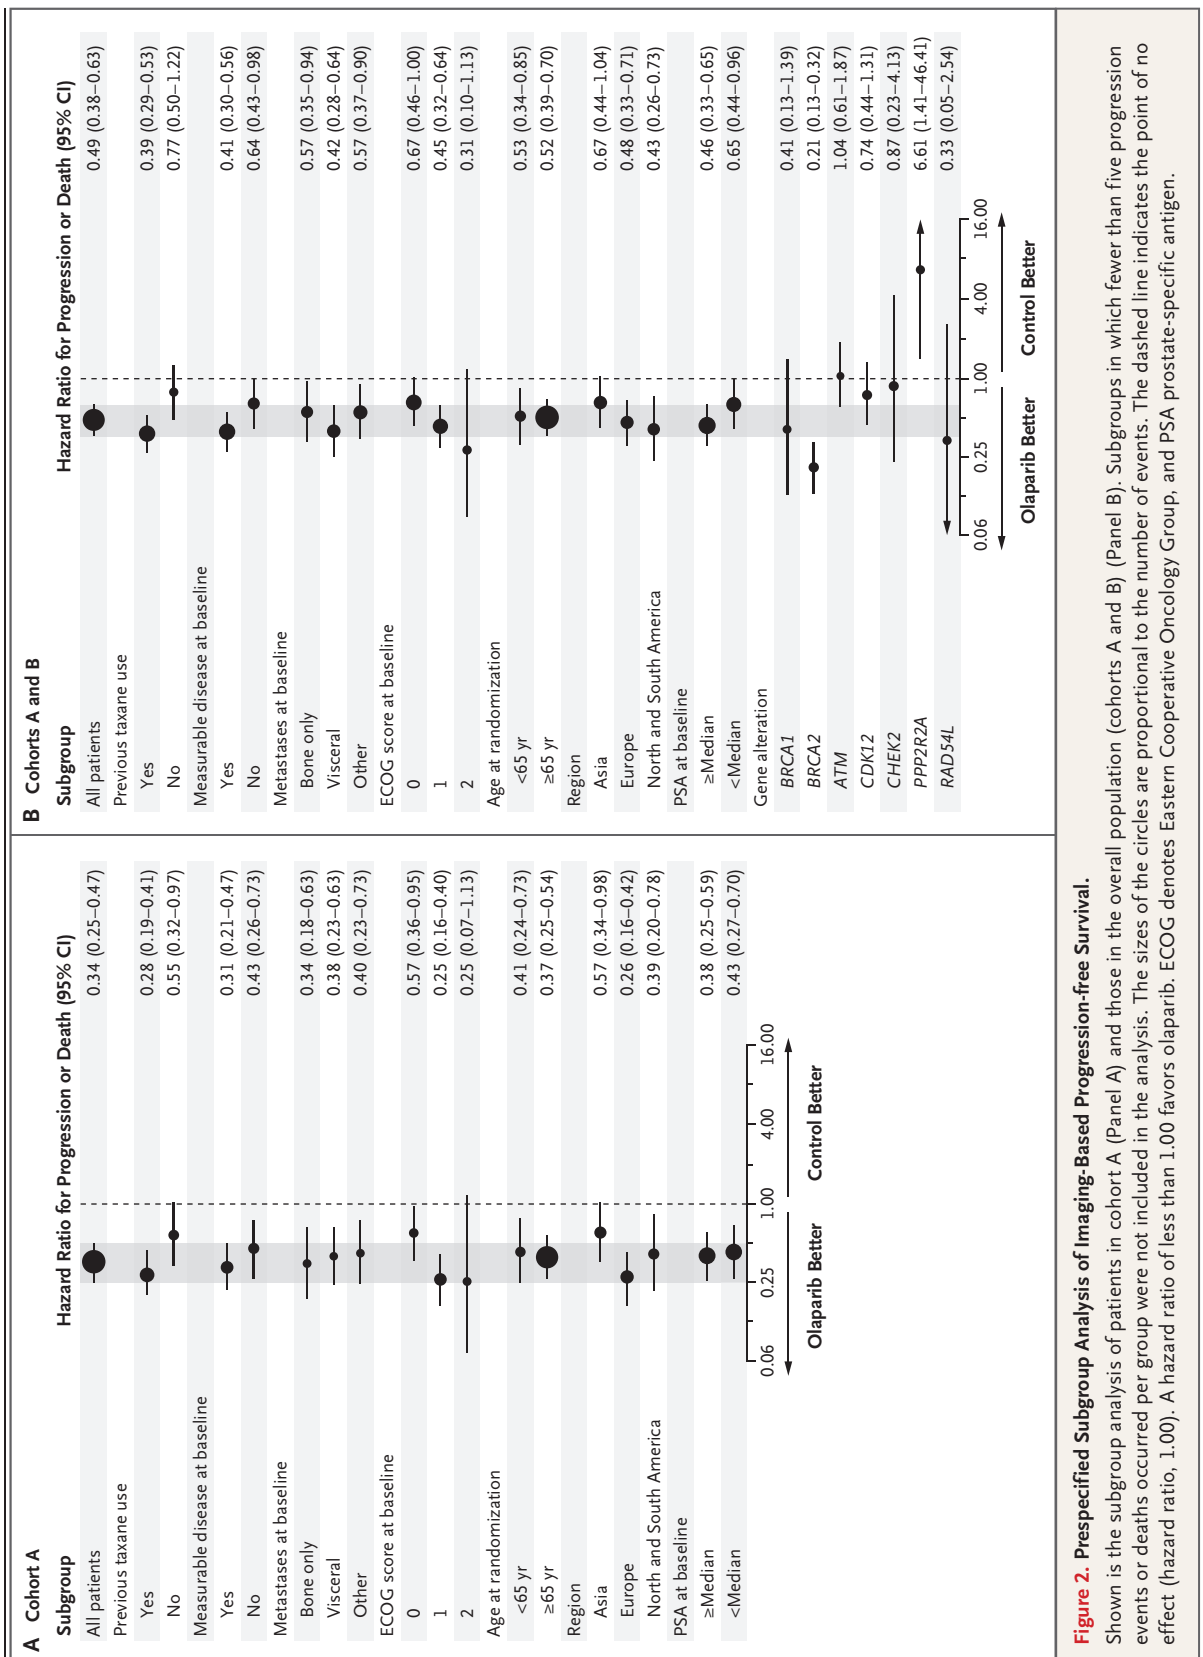 A Cohort A
Subgroup Hazard Ratio for Progression or Death (95% CI)
All patients 0.34 (0.25–0.47)
Previous taxane use
Yes 0.28 (0.19–0.41)
No 0.55 (0.32–0.97)
Measurable disease at baseline
Yes 0.31 (0.21–0.47)
No 0.43 (0.26–0.73)
Metastases at baseline
Bone only 0.34 (0.18–0.63)
Visceral 0.38 (0.23–0.63)
Other 0.40 (0.23–0.73)
ECOG score at baseline
0 0.57 (0.36–0.95)
1 0.25 (0.16–0.40)
2 0.25 (0.07–1.13)
Age at randomization
<65 yr 0.41 (0.24–0.73)
≥65 yr 0.37 (0.25–0.54)
Region
Asia 0.57 (0.34–0.98)
Europe 0.26 (0.16–0.42)
North and South America 0.39 (0.20–0.78)
PSA at baseline
≥Median 0.38 (0.25–0.59)
<Median 0.43 (0.27–0.70)
0.06 0.25 1.00 4.00 16.00
Olaparib Better Control Better
B Cohorts A and B
Subgroup Hazard Ratio for Progression or Death (95% CI)
All patients 0.49 (0.38–0.63)
Previous taxane use
Yes 0.39 (0.29–0.53)
No 0.77 (0.50–1.22)
Measurable disease at baseline
Yes 0.41 (0.30–0.56)
No 0.64 (0.43–0.98)
Metastases at baseline
Bone only 0.57 (0.35–0.94)
Visceral 0.42 (0.28–0.64)
Other 0.57 (0.37–0.90)
ECOG score at baseline
0 0.67 (0.46–1.00)
1 0.45 (0.32–0.64)
2 0.31 (0.10–1.13)
Age at randomization
<65 yr 0.53 (0.34–0.85)
≥65 yr 0.52 (0.39–0.70)
Region
Asia 0.67 (0.44–1.04)
Europe 0.48 (0.33–0.71)
North and South America 0.43 (0.26–0.73)
PSA at baseline
≥Median 0.46 (0.33–0.65)
<Median 0.65 (0.44–0.96)
Gene alteration
BRCA1 0.41 (0.13–1.39)
BRCA2 0.21 (0.13–0.32)
ATM 1.04 (0.61–1.87)
CDK12 0.74 (0.44–1.31)
CHEK2 0.87 (0.23–4.13)
PPP2R2A 6.61 (1.41–46.41)
RAD54L 0.33 (0.05–2.54)
0.06 0.25 1.00 4.00 16.00
Olaparib Better Control Better
Figure 2. Prespecified Subgroup Analysis of Imaging-Based Progression-free Survival.
Shown is the subgroup analysis of patients in cohort A (Panel A) and those in the overall population (cohorts A and B) (Panel B). Subgroups in which fewer than five progression
events or deaths occurred per group were not included in the analysis. The sizes of the circles are proportional to the number of events. The dashed line indicates the point of no
effect (hazard ratio, 1.00). A hazard ratio of less than 1.00 favors olaparib. ECOG denotes Eastern Cooperative Oncology Group, and PSA prostate-specific antigen.